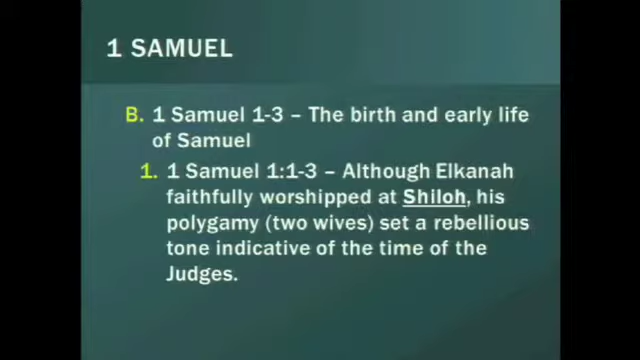 1 SAMUEL
B. 1 Samuel 1-3 – The birth and early life
of Samuel
1. 1 Samuel 1:1-3 – Although Elkanah
faithfully worshipped at Shiloh, his
polygamy (two wives) set a rebellious
tone indicative of the time of the
Judges.